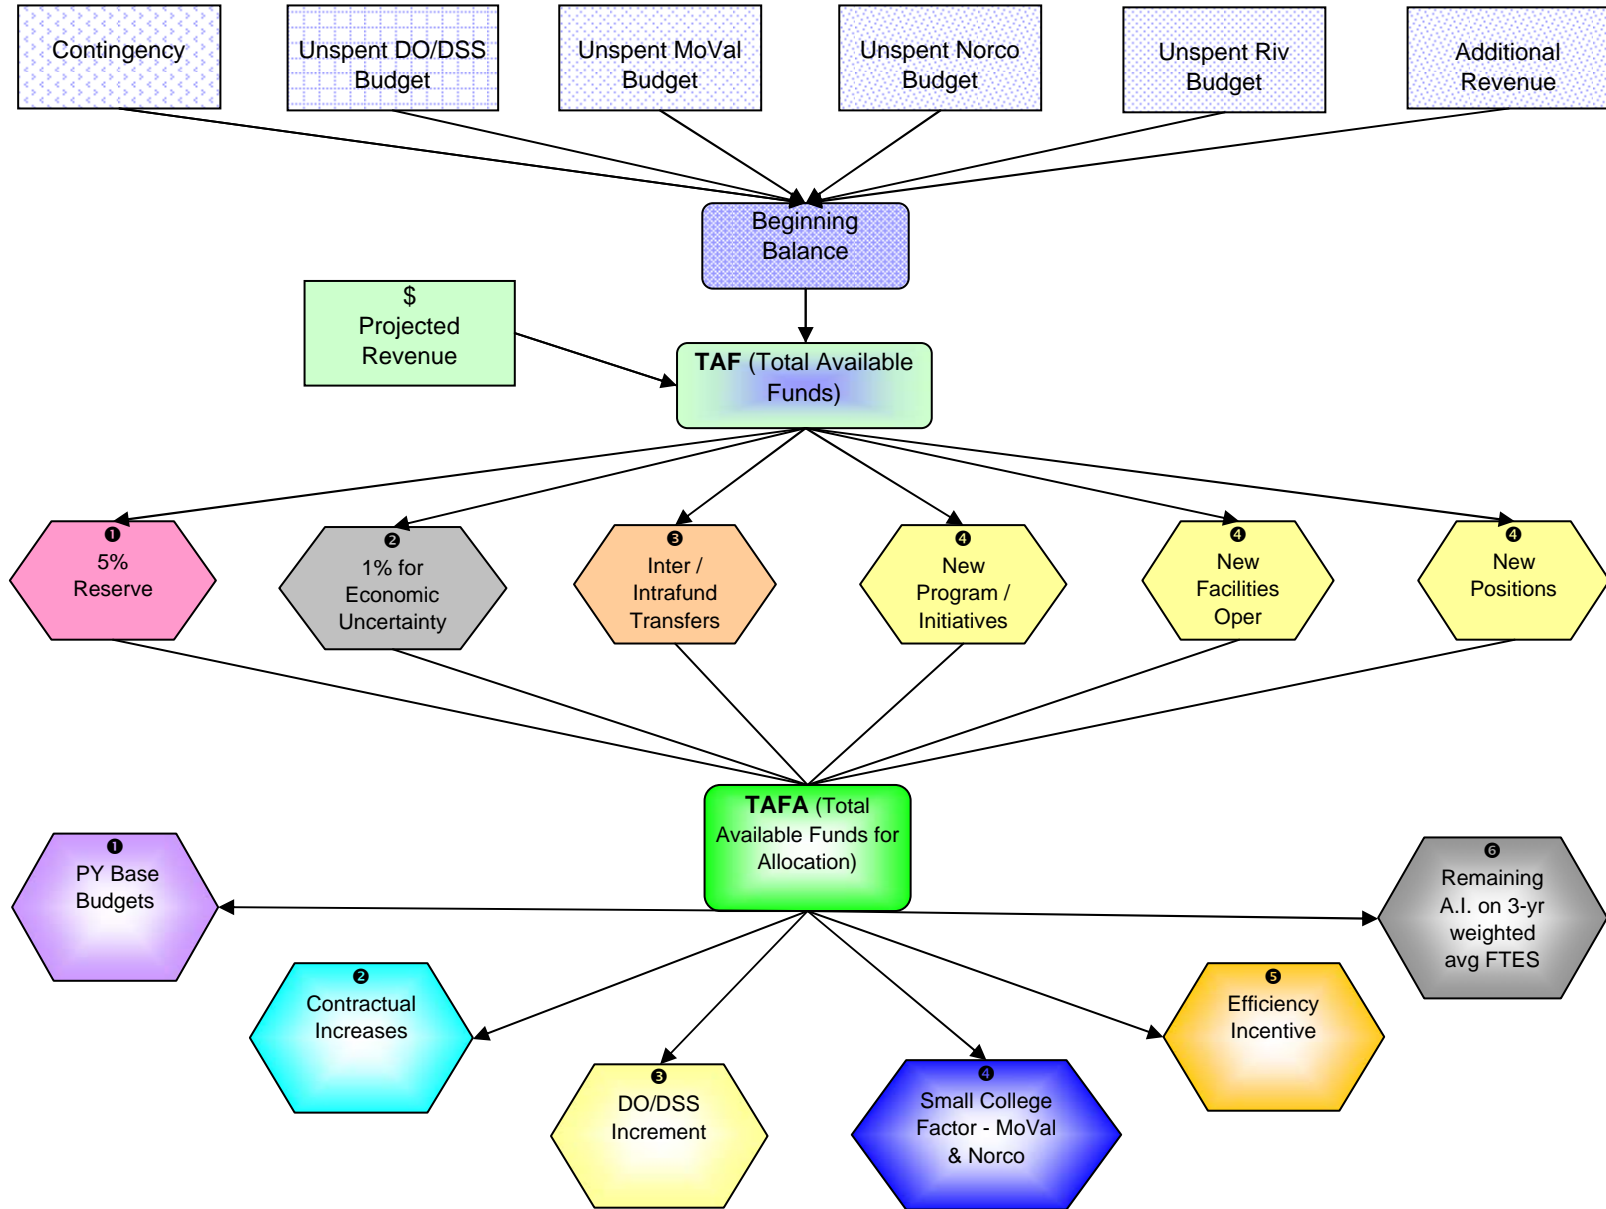 Contingency
Unspent DO/DSS
Budget
Unspent MoVal
Budget
Unspent Norco
Budget
Unspent Riv
Budget
Additional
Revenue
Beginning
Balance
$
Projected
Revenue
TAF (Total Available
Funds)
❶
5%
Reserve
❷
1% for
Economic
Uncertainty
❸
Inter /
Intrafund
Transfers
❹
New
Program /
Initiatives
❹
New
Facilities
Oper
❹
New
Positions
TAFA (Total
Available Funds for
Allocation)
❶
PY Base
Budgets
❷
Contractual
Increases
❸
DO/DSS
Increment
❹
Small College
Factor - MoVal
& Norco
❺
Efficiency
Incentive
❻
Remaining
A.I. on 3-yr
weighted
avg FTES